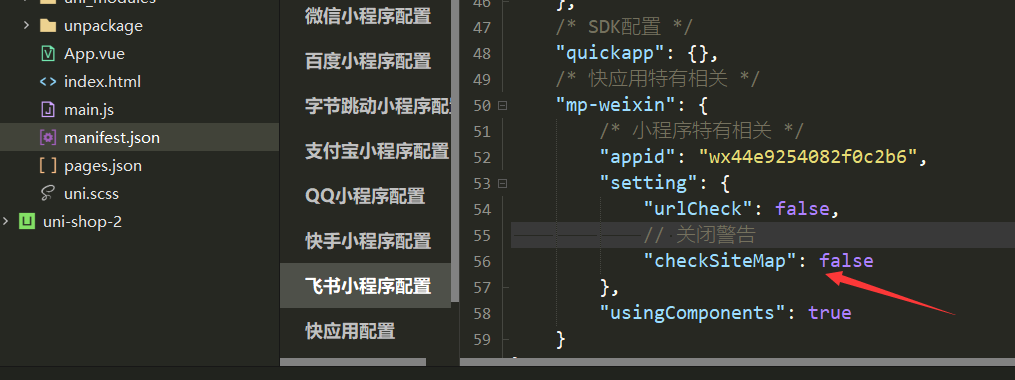 uni_modules
unpackage
App.vue
index.html
main.js
manifest.json
pages.json
uni.scss
uni-shop-2
微信小程序配置
百度小程序配置
字节跳动小程序配
支付宝小程序配置
QQ小程序配置
快手小程序配置
飞书小程序配置
快应用配置
46 },
47 /* SDK配置 */
48 "quickapp": {},
49 /* 快应用特有相关 */
50 "mp-weixin": {
51 /* 小程序特有相关 */
52 "appid": "wx44e9254082f0c2b6",
53 "setting": {
54 "urlCheck": false,
55 // 关闭警告
56 "checkSiteMap": false
57 },
58 "usingComponents": true
59 }